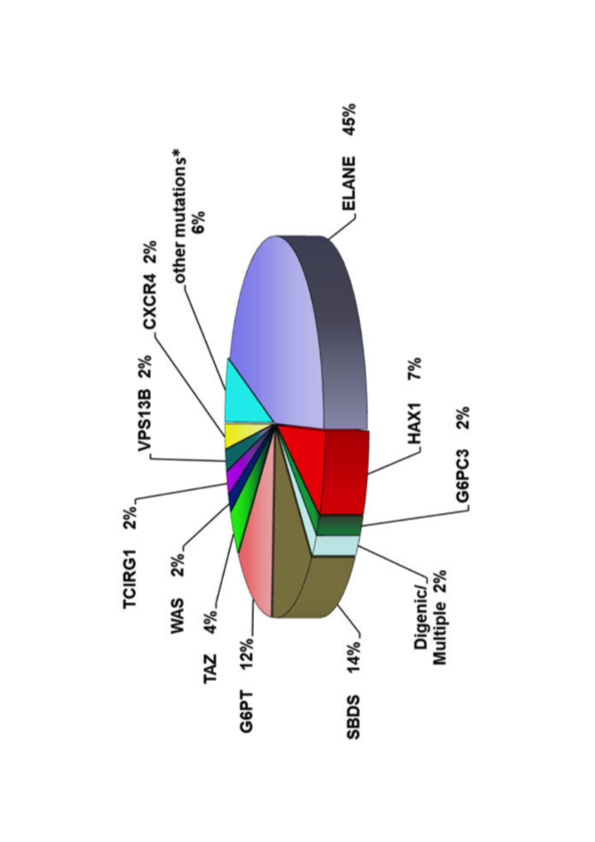 ELANE 45%
HAX1 7%
G6PC3 2%
Digenic/
Multiple 2%
SBDS 14%
G6PT 12%
TAZ 4%
WAS 2%
TCIRG1 2%
VPS13B 2%
CXCR4 2%
other mutations*
6%